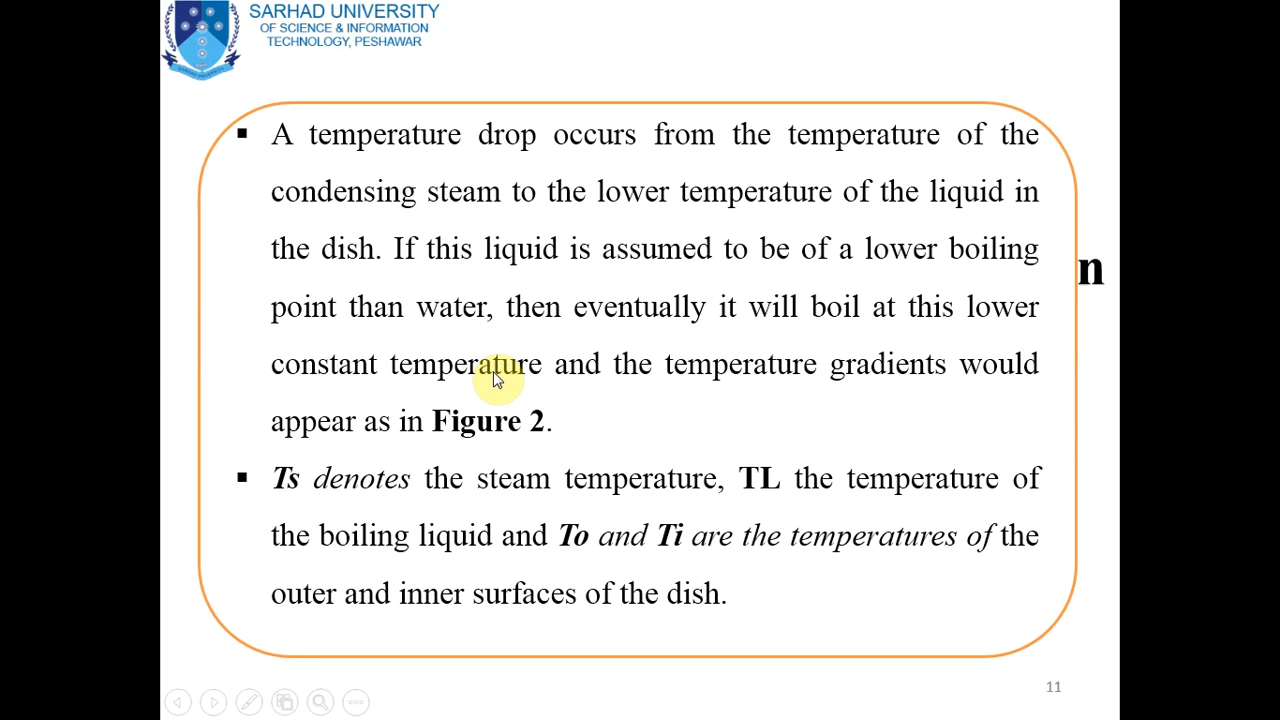 SARHAD UNIVERSITY
OF SCIENCE & INFORMATION
TECHNOLOGY, PESHAWAR
▪ A temperature drop occurs from the temperature of the
condensing steam to the lower temperature of the liquid in
the dish. If this liquid is assumed to be of a lower boiling
n
point than water, then eventually it will boil at this lower
constant temperature and the temperature gradients would
appear as in Figure 2.
▪ Ts denotes the steam temperature, TL the temperature of
the boiling liquid and To and Ti are the temperatures of the
outer and inner surfaces of the dish.
11